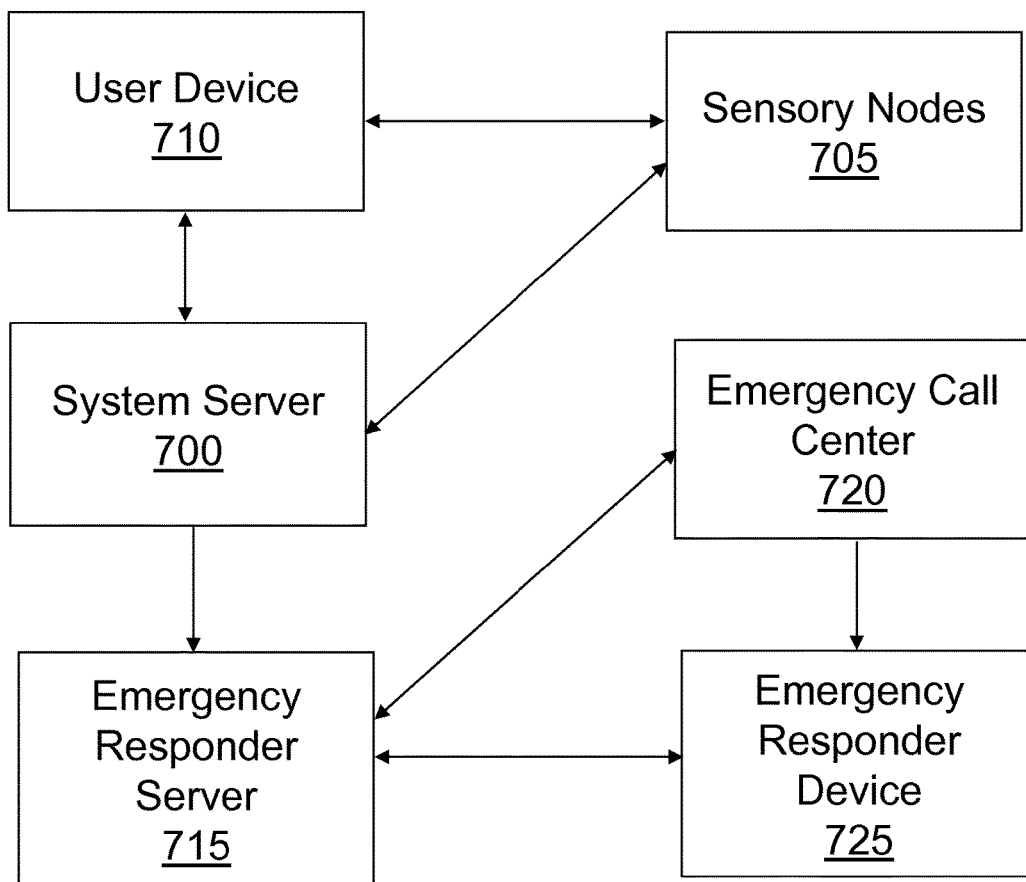 User Device
710
Sensory Nodes
705
System Server
700
Emergency Call
Center
720
Emergency
Responder
Server
715
Emergency
Responder
Device
725